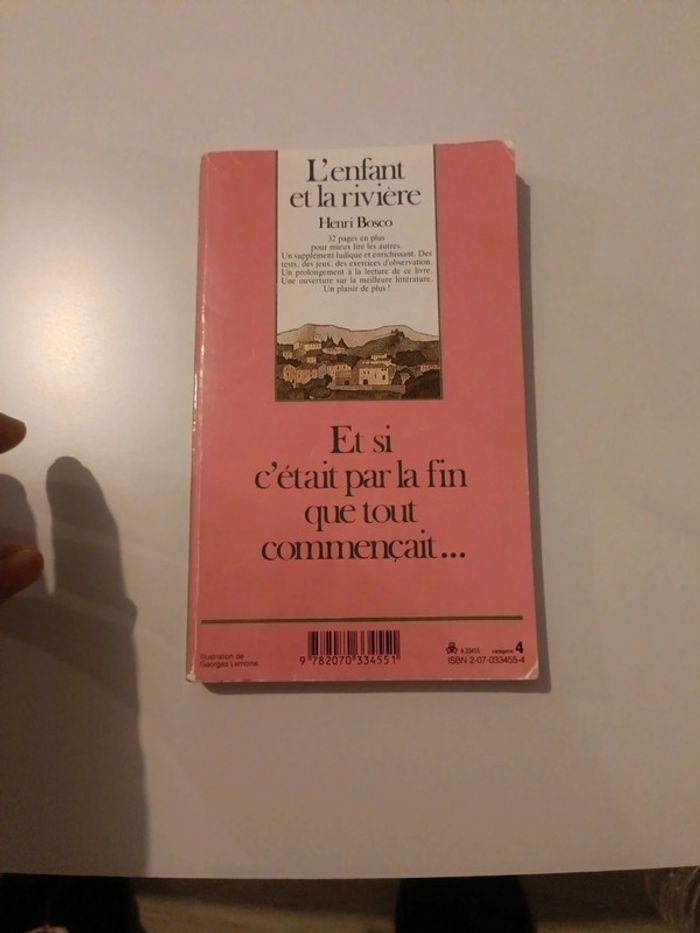 L'enfant
et la rivière
Henri Bosco
32 pages en plus
pour mieux lire les autres.
Un supplément ludique et enrichissant. Des
tests, des jeux, des exercices d'observation.
Un prolongement à la lecture de ce livre.
Une ouverture sur la meilleure littérature.
Un plaisir de plus !
Et si
c'était par la fin
que tout
commençait...
Illustration de
Georges Lemoine
9 782070 334551
A 33455 catégorie 4
ISBN 2-07-033455-4